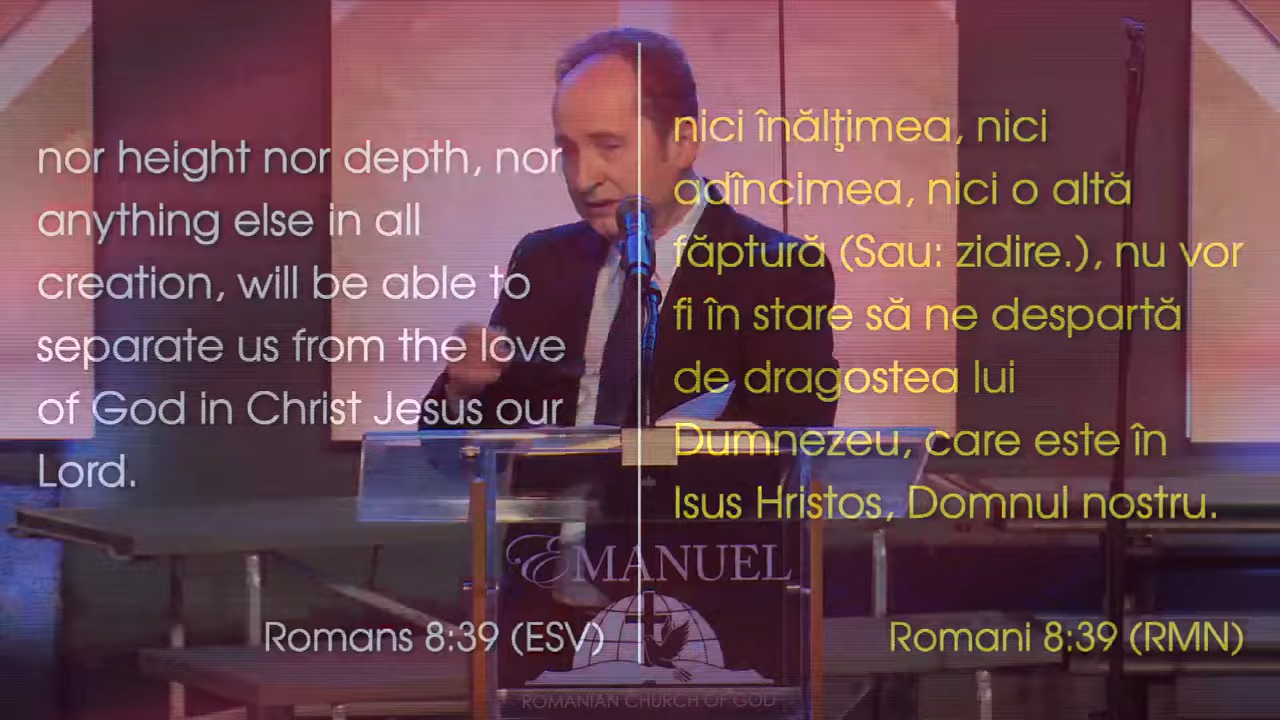 nor height nor depth, nor
anything else in all
creation, will be able to
separate us from the love
of God in Christ Jesus our
Lord.
Romans 8:39 (ESV)
nici înălţimea, nici
adîncimea, nici o altă
făptură (Sau: zidire.), nu vor
fi în stare să ne despartă
de dragostea lui
Dumnezeu, care este în
Isus Hristos, Domnul nostru.
Romani 8:39 (RMN)
EMANUEL
ROMANIAN CHURCH OF GOD